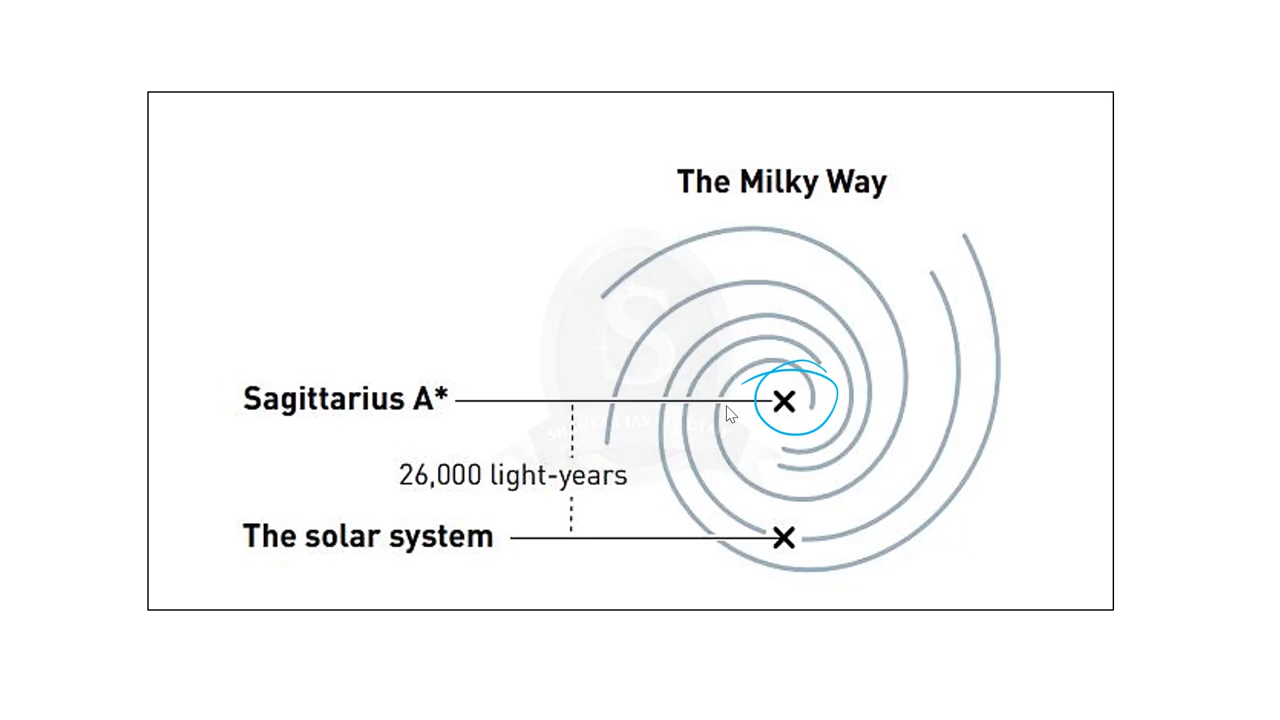 The Milky Way
Sagittarius A*
26,000 light-years
The solar system